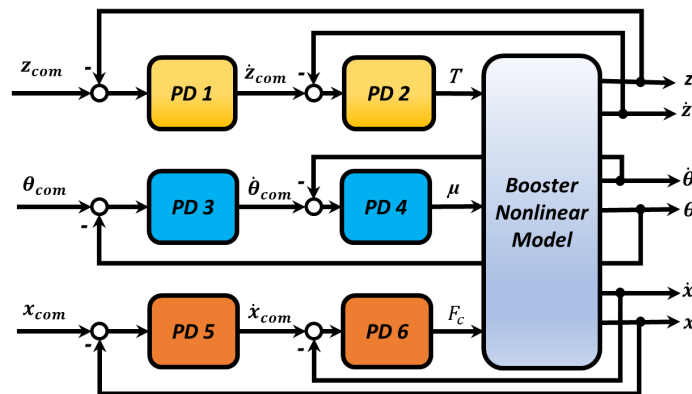 -
-
z_com PD 1 ż_com PD 2 T z
ż
-
θ_com PD 3 θ̇_com PD 4 μ Booster Nonlinear Model θ̇
-
θ
x_com PD 5 ẋ_com PD 6 F_c ẋ
-
-
x